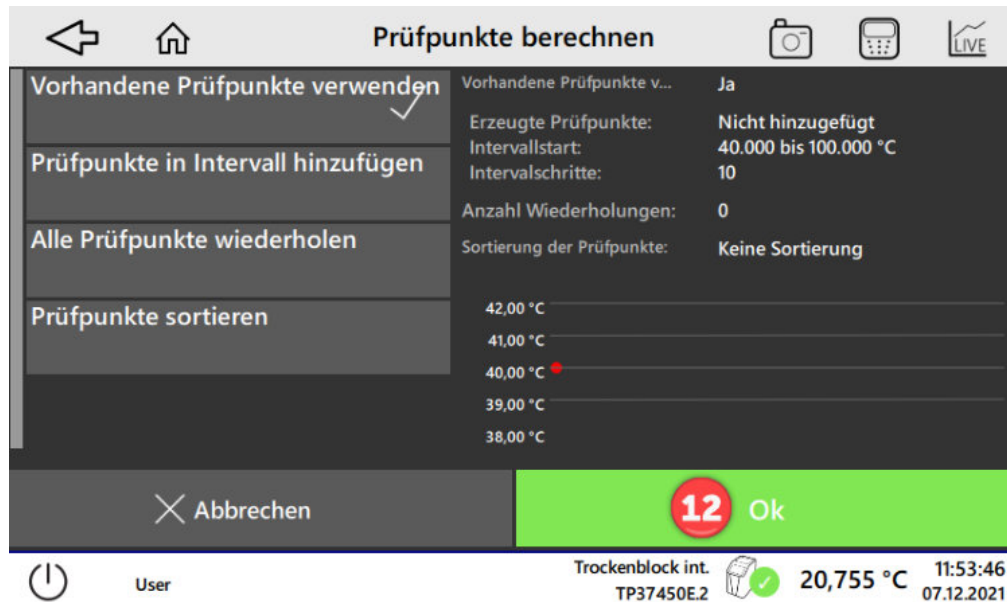 Prüfpunkte berechnen
LIVE
Vorhandene Prüfpunkte verwenden
Prüfpunkte in Intervall hinzufügen
Alle Prüfpunkte wiederholen
Prüfpunkte sortieren
Vorhandene Prüfpunkte v... Ja
Erzeugte Prüfpunkte: Nicht hinzugefügt
Intervallstart: 40.000 bis 100.000 °C
Intervalschritte: 10
Anzahl Wiederholungen: 0
Sortierung der Prüfpunkte: Keine Sortierung
42,00 °C
41,00 °C
40,00 °C
39,00 °C
38,00 °C
Abbrechen
12 Ok
User
Trockenblock int.
TP37450E.2
20,755 °C
11:53:46
07.12.2021